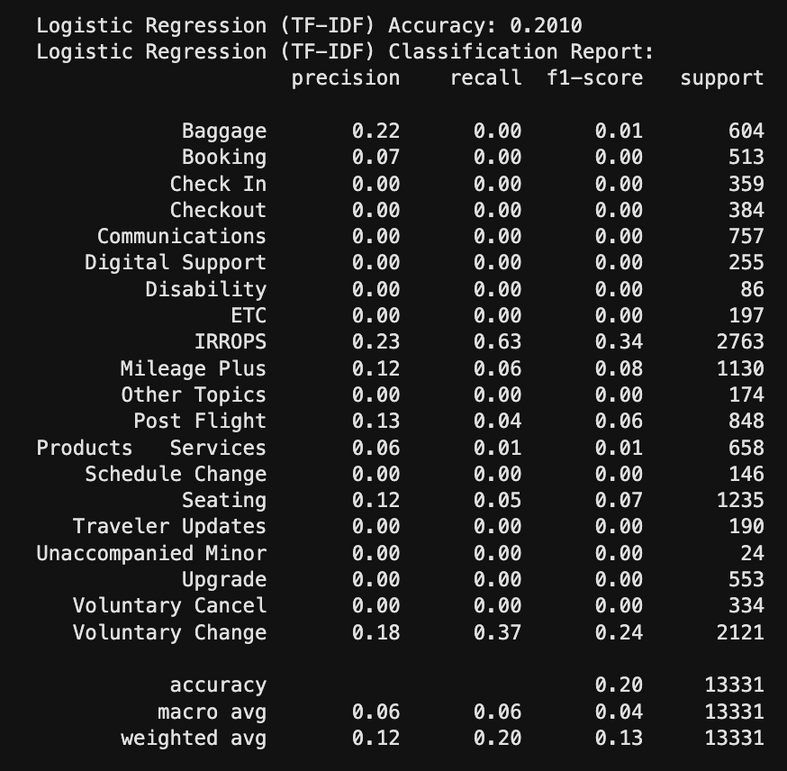 Logistic Regression (TF-IDF) Accuracy: 0.2010
Logistic Regression (TF-IDF) Classification Report:
precision recall f1-score support
Baggage 0.22 0.00 0.01 604
Booking 0.07 0.00 0.00 513
Check In 0.00 0.00 0.00 359
Checkout 0.00 0.00 0.00 384
Communications 0.00 0.00 0.00 757
Digital Support 0.00 0.00 0.00 255
Disability 0.00 0.00 0.00 86
ETC 0.00 0.00 0.00 197
IRROPS 0.23 0.63 0.34 2763
Mileage Plus 0.12 0.06 0.08 1130
Other Topics 0.00 0.00 0.00 174
Post Flight 0.13 0.04 0.06 848
Products   Services 0.06 0.01 0.01 658
Schedule Change 0.00 0.00 0.00 146
Seating 0.12 0.05 0.07 1235
Traveler Updates 0.00 0.00 0.00 190
Unaccompanied Minor 0.00 0.00 0.00 24
Upgrade 0.00 0.00 0.00 553
Voluntary Cancel 0.00 0.00 0.00 334
Voluntary Change 0.18 0.37 0.24 2121
accuracy 0.20 13331
macro avg 0.06 0.06 0.04 13331
weighted avg 0.12 0.20 0.13 13331